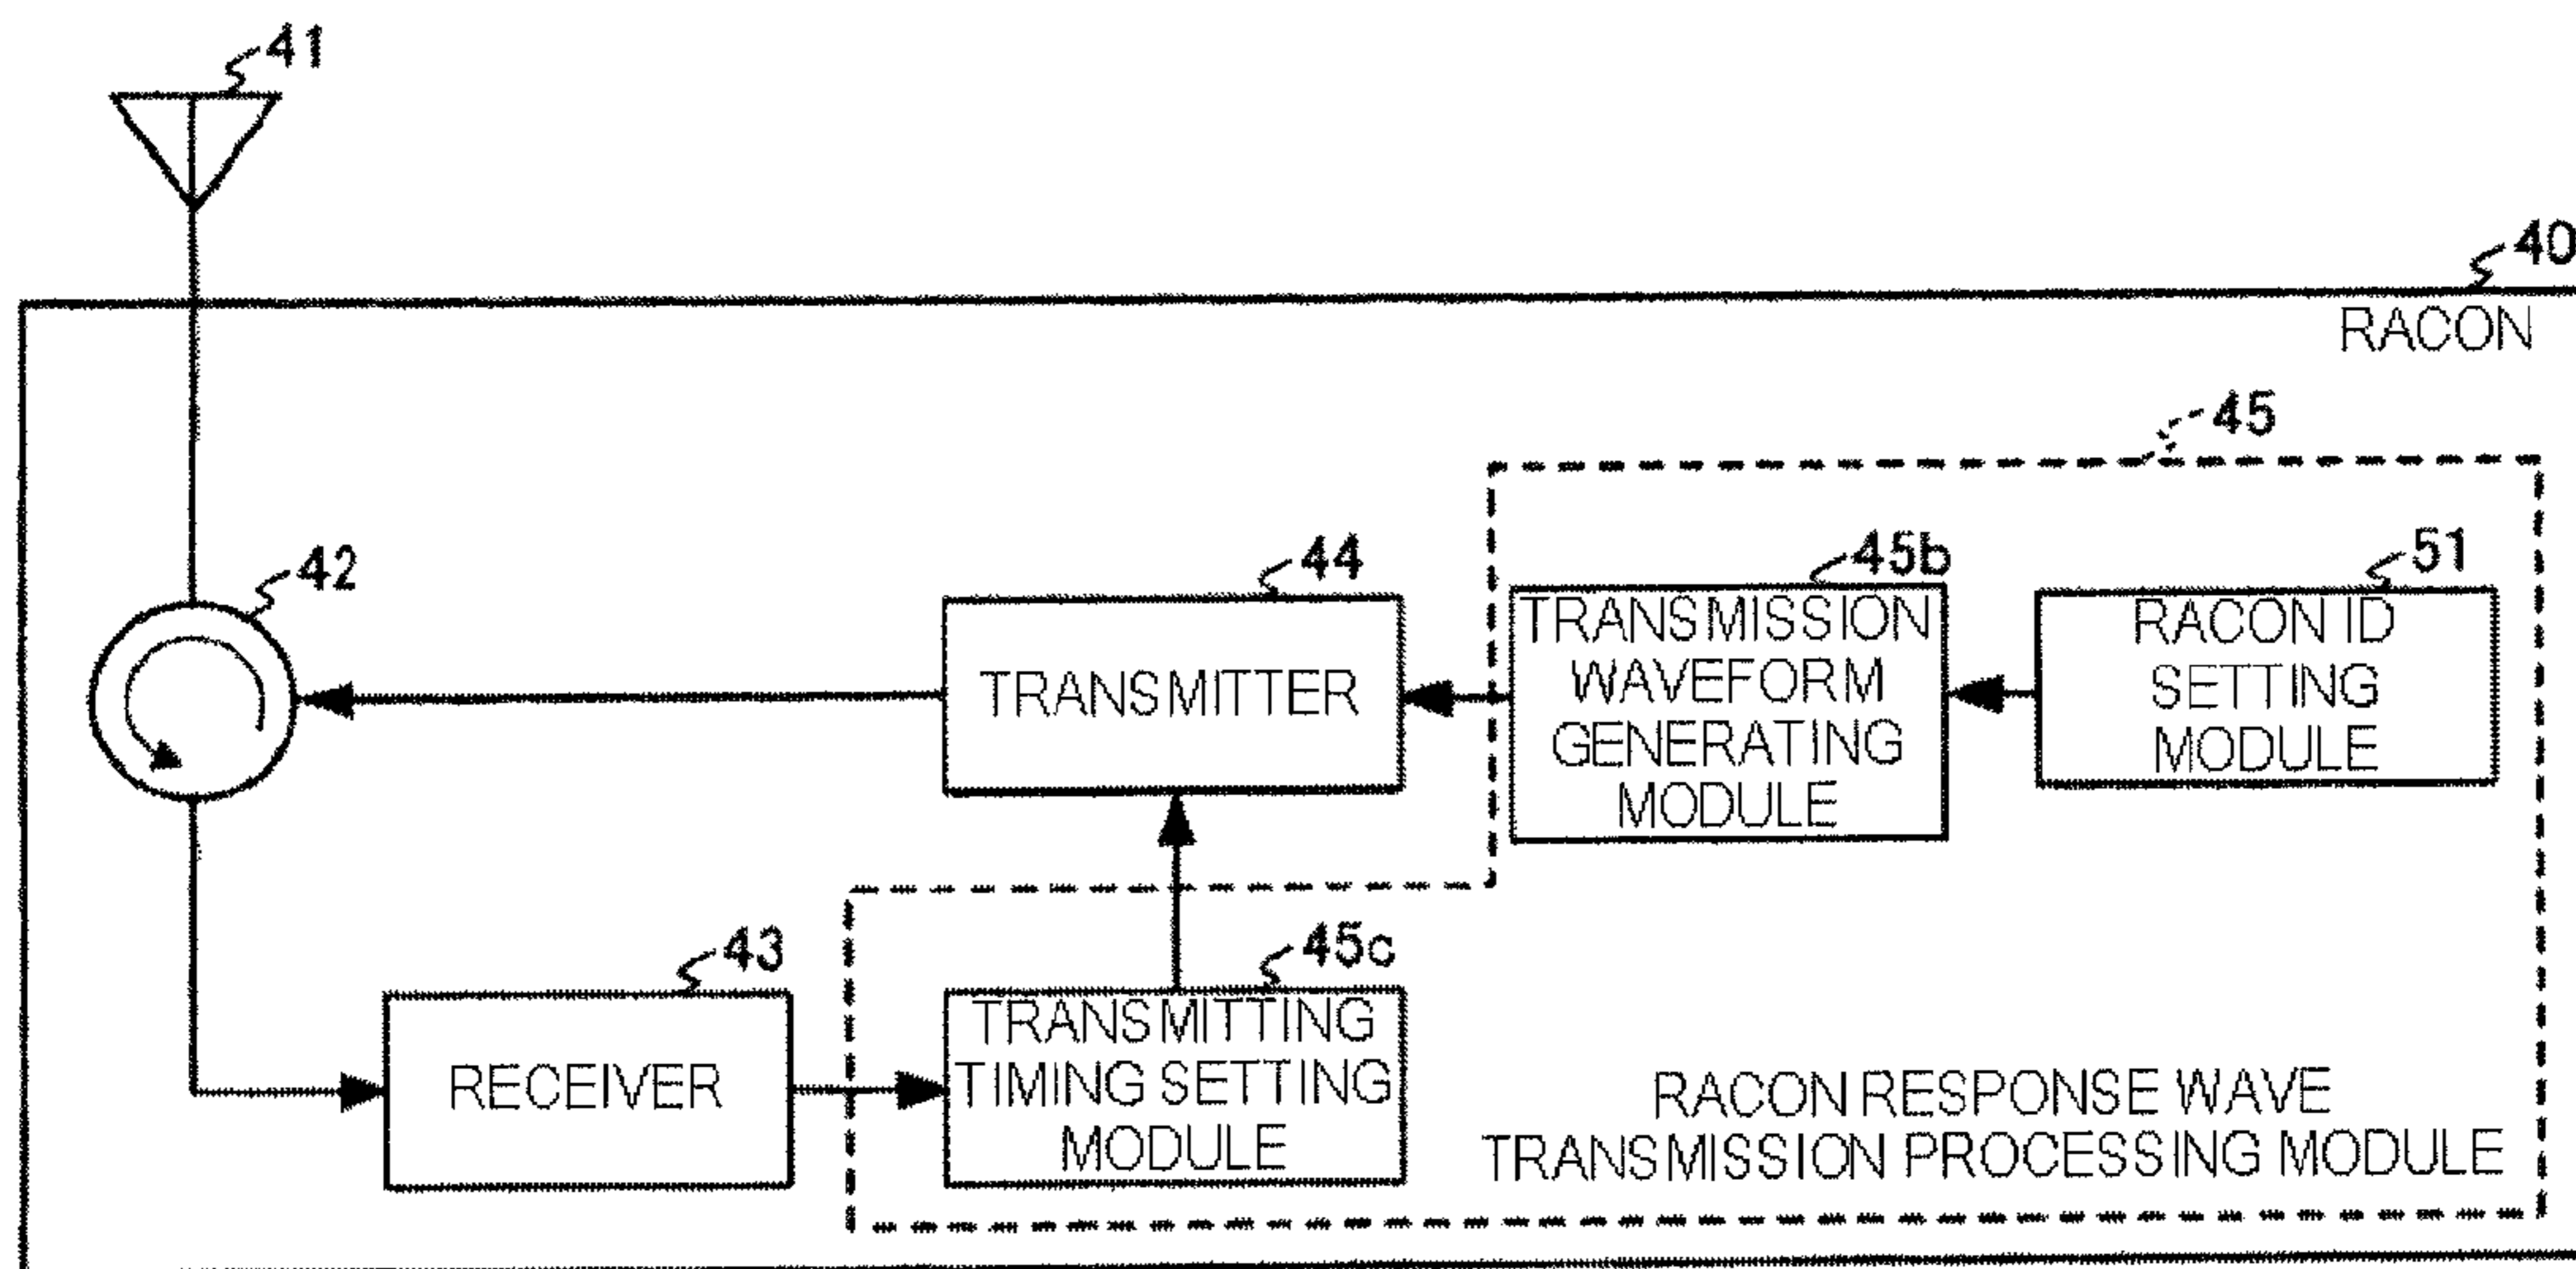 41
40
RACON
45
42
44
45b
51
TRANSMITTER
TRANSMISSION
WAVEFORM
GENERATING
MODULE
RACON ID
SETTING
MODULE
43
45c
RECEIVER
TRANSMITTING
TIMING SETTING
MODULE
RACON RESPONSE WAVE
TRANSMISSION PROCESSING MODULE